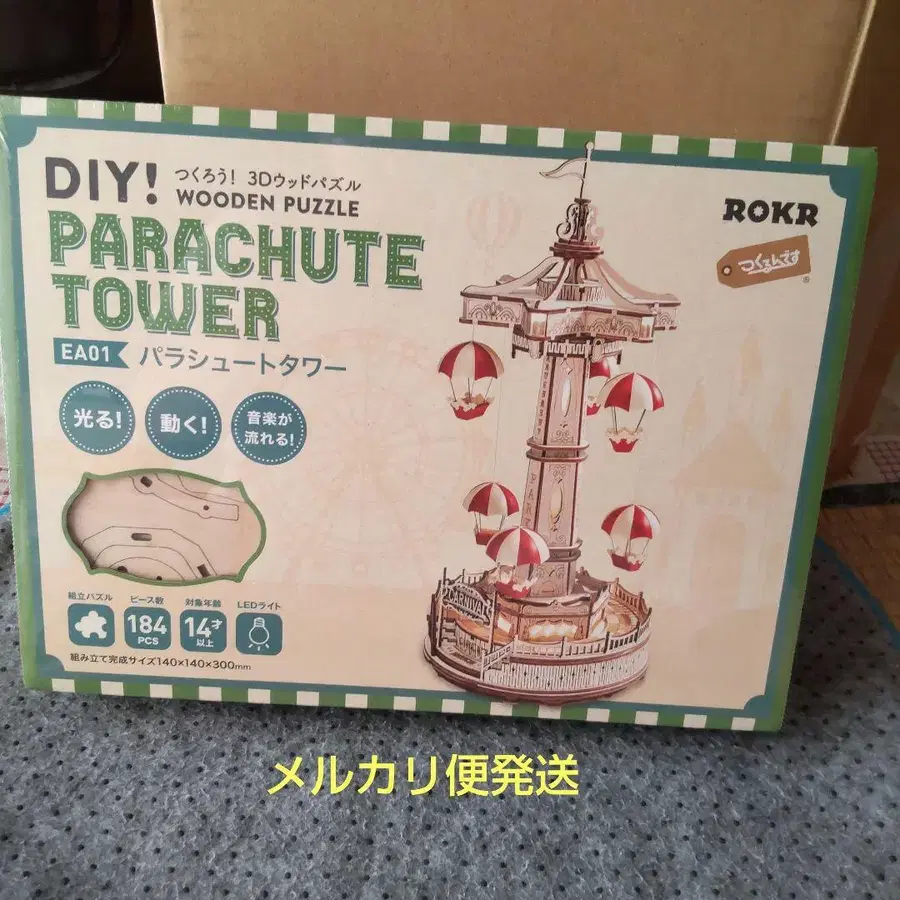 DIY!
つくろう! 3Dウッドパズル
WOODEN PUZZLE
PARACHUTE
TOWER
EA01 パラシュートタワー
ROKR
つくるんです
®
光る!
動く!
音楽が
流れる!
組立パズル
ピース数
184
PCS
対象年齢
14才
以上
LEDライト
組み立て完成サイズ140×140×300mm
CARNIVAL
メルカリ便発送